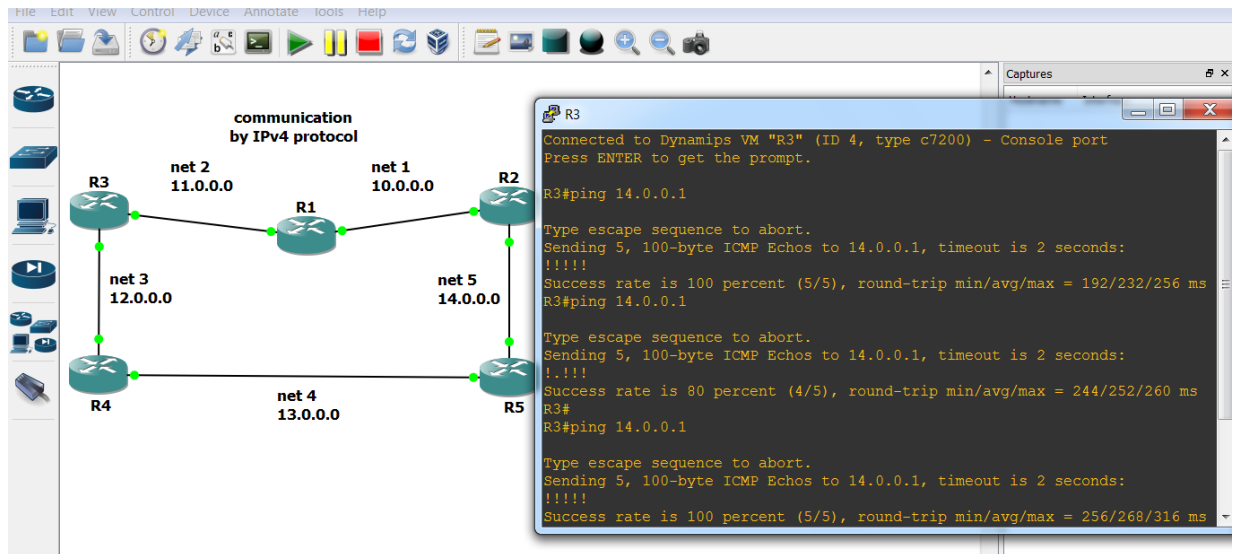 File Edit View Control Device Annotate Tools Help
Captures
communication
by IPv4 protocol
net 2
11.0.0.0
net 1
10.0.0.0
R3
R1
R2
net 3
12.0.0.0
net 5
14.0.0.0
R4
net 4
13.0.0.0
R5
R3
Connected to Dynamips VM "R3" (ID 4, type c7200) - Console port
Press ENTER to get the prompt.
R3#ping 14.0.0.1
Type escape sequence to abort.
Sending 5, 100-byte ICMP Echos to 14.0.0.1, timeout is 2 seconds:
!!!!!
Success rate is 100 percent (5/5), round-trip min/avg/max = 192/232/256 ms
R3#ping 14.0.0.1
Type escape sequence to abort.
Sending 5, 100-byte ICMP Echos to 14.0.0.1, timeout is 2 seconds:
!.!!!
Success rate is 80 percent (4/5), round-trip min/avg/max = 244/252/260 ms
R3#
R3#ping 14.0.0.1
Type escape sequence to abort.
Sending 5, 100-byte ICMP Echos to 14.0.0.1, timeout is 2 seconds:
!!!!!
Success rate is 100 percent (5/5), round-trip min/avg/max = 256/268/316 ms